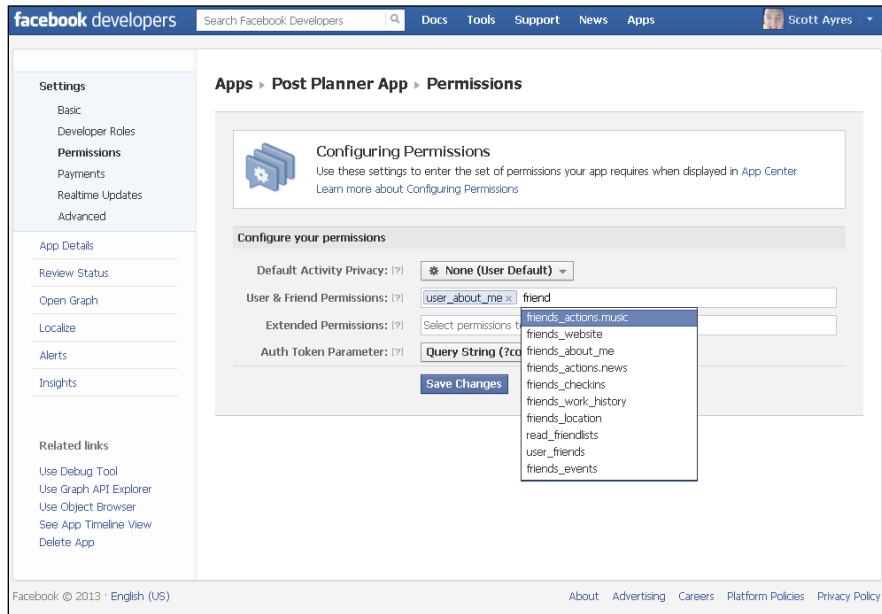 facebook developers Search Facebook Developers Docs Tools Support News Apps Scott Ayres
Settings
Basic
Developer Roles
Permissions
Payments
Realtime Updates
Advanced
App Details
Review Status
Open Graph
Localize
Alerts
Insights
Related links
Use Debug Tool
Use Graph API Explorer
Use Object Browser
See App Timeline View
Delete App
Apps ▸ Post Planner App ▸ Permissions
Configuring Permissions
Use these settings to enter the set of permissions your app requires when displayed in App Center
Learn more about Configuring Permissions
Configure your permissions
Default Activity Privacy: [?] None (User Default)
User & Friend Permissions: [?] user_about_me × friend
Extended Permissions: [?] Select permissions
Auth Token Parameter: [?] Query String
Save Changes
friends_actions.music
friends_website
friends_about_me
friends_actions.news
friends_checkins
friends_work_history
friends_location
read_friendlists
user_friends
friends_events
Facebook © 2013 · English (US) About Advertising Careers Platform Policies Privacy Policy